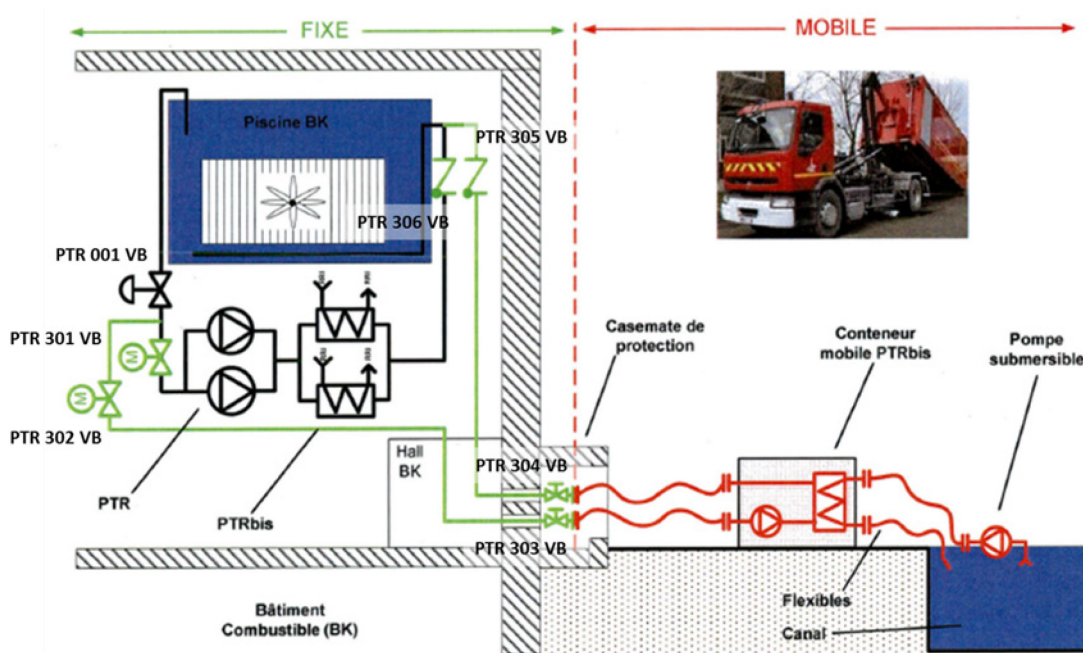 FIXE
MOBILE
Piscine BK
PTR 305 VB
PTR 306 VB
PTR 001 VB
PTR 301 VB
M
M
PTR 302 VB
PTR
PTRbis
Hall
BK
PTR 304 VB
PTR 303 VB
Casemate de
protection
Conteneur
mobile PTRbis
Pompe
submersible
Flexibles
Canal
Bâtiment
Combustible (BK)